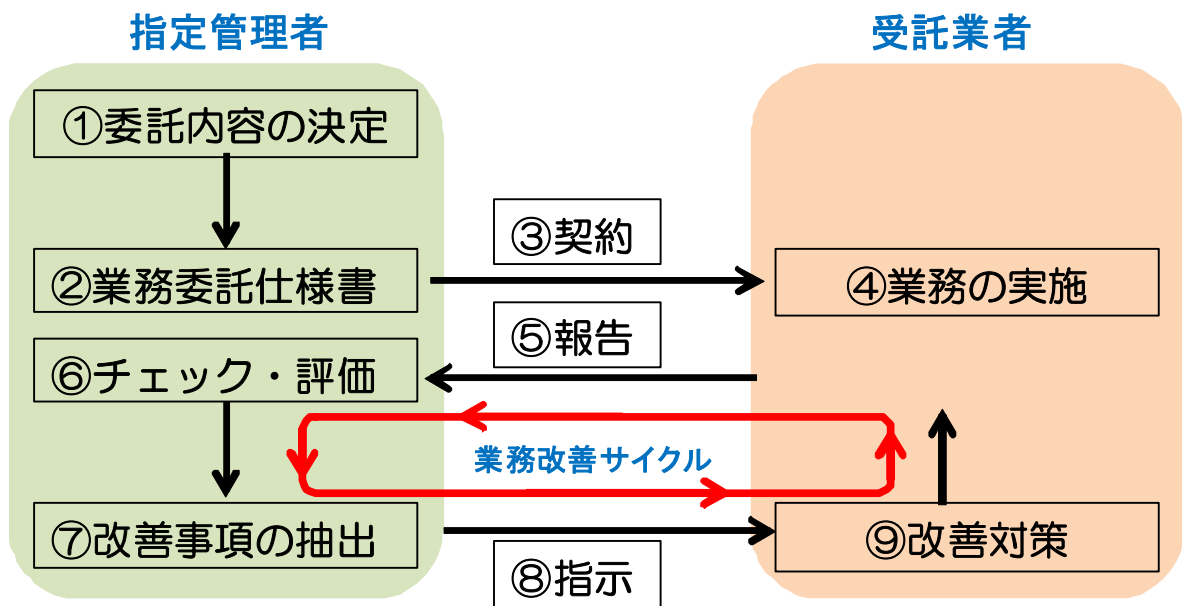 指定管理者
受託業者
①委託内容の決定
③契約
②業務委託仕様書
④業務の実施
⑤報告
⑥チェック・評価
業務改善サイクル
⑦改善事項の抽出
⑨改善対策
⑧指示